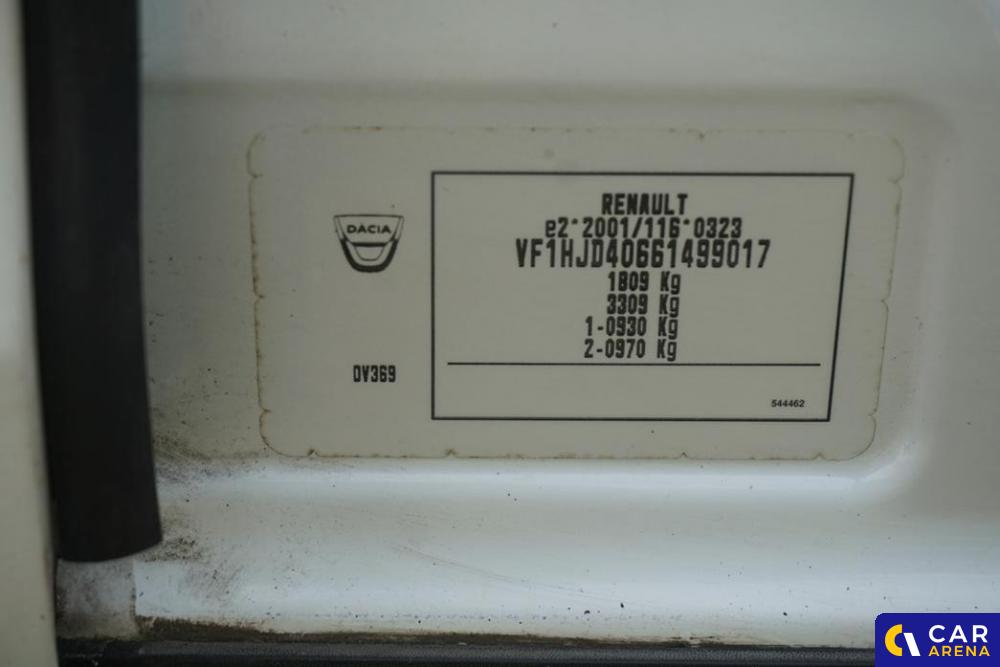 RENAULT
e2*2001/116*0323
VF1HJD40661499017
1809 Kg
3309 Kg
1-0930 Kg
2-0970 Kg
DACIA
DV369
544462
CAR
ARENA